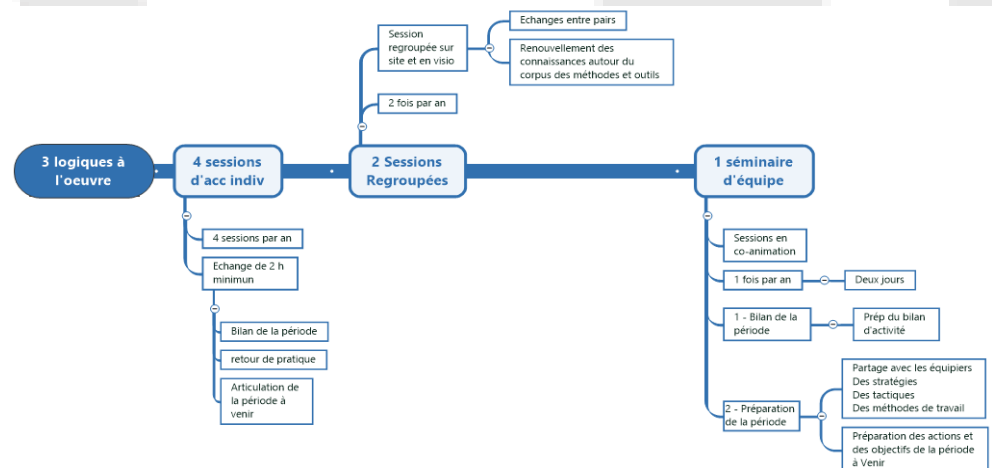 3 logiques à
l'oeuvre
4 sessions
d'acc indiv
4 sessions par an
Echange de 2 h
minimun
Bilan de la période
retour de pratique
Articulation de
la période à
venir
2 Sessions
Regroupées
Session
regroupée sur
site et en visio
Echanges entre pairs
Renouvellement des
connaissances autour du
corpus des méthodes et outils
2 fois par an
1 séminaire
d'équipe
Sessions en
co-animation
1 fois par an
Deux jours
1 - Bilan de la
période
Prép du bilan
d'activité
2 - Préparation
de la période
Partage avec les équipiers
Des stratégies
Des tactiques
Des méthodes de travail
Préparation des actions et
des objectifs de la période
à Venir